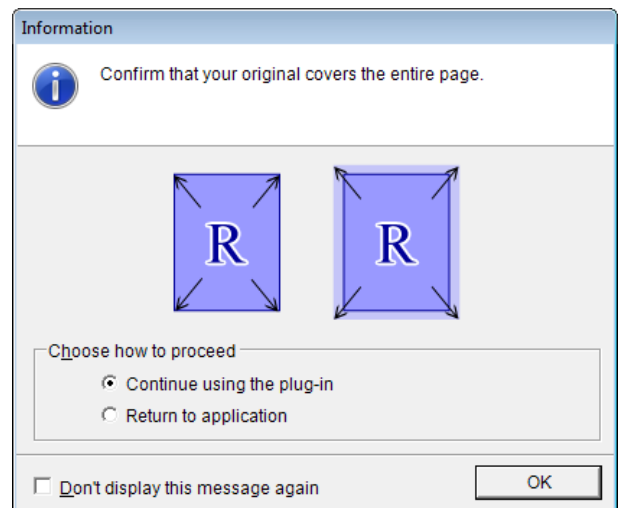 Information
Confirm that your original covers the entire page.
R R
Choose how to proceed
Continue using the plug-in
Return to application
Don't display this message again
OK